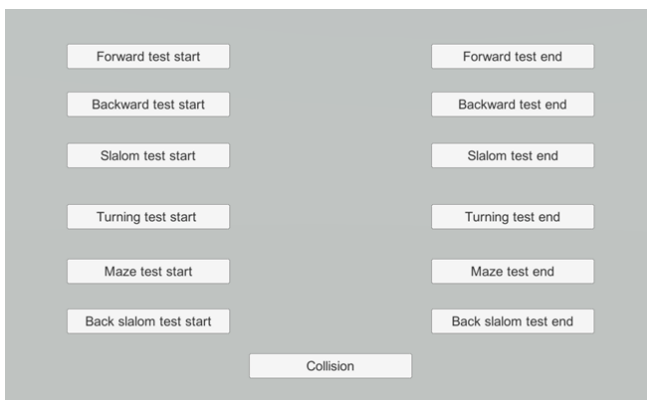 Forward test start
Forward test end
Backward test start
Backward test end
Slalom test start
Slalom test end
Turning test start
Turning test end
Maze test start
Maze test end
Back slalom test start
Back slalom test end
Collision